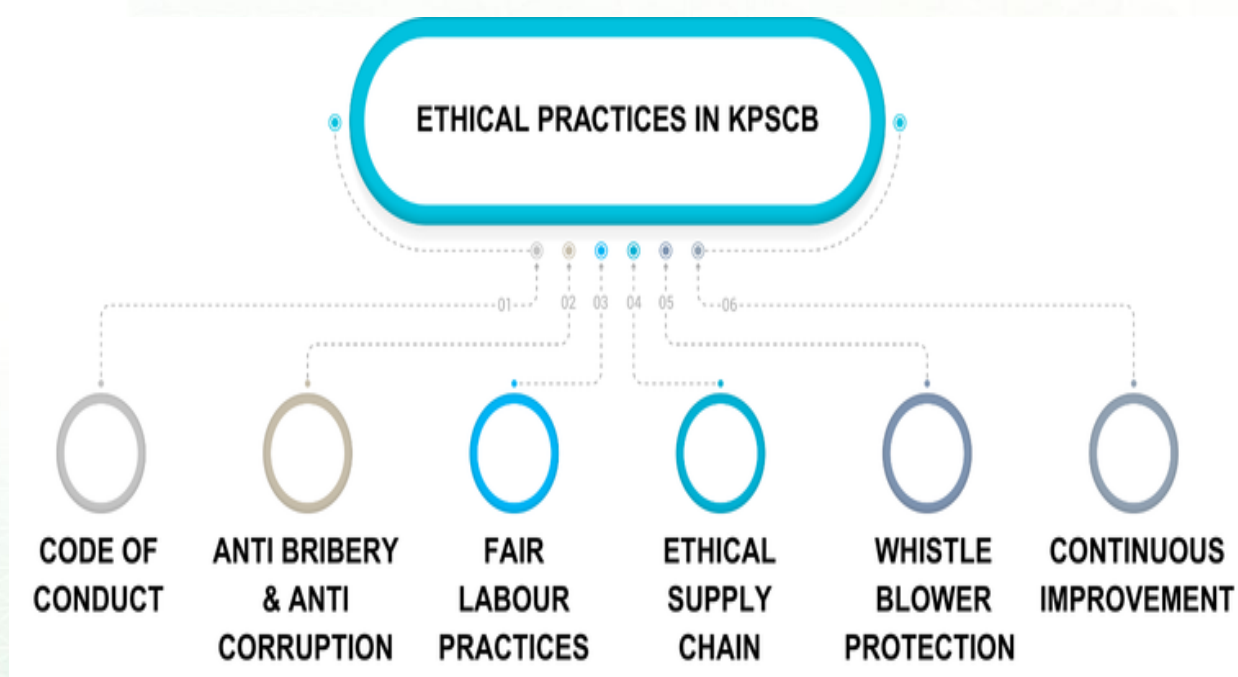 ETHICAL PRACTICES IN KPSCB
01
02
03
04
05
06
CODE OF
CONDUCT
ANTI BRIBERY
& ANTI
CORRUPTION
FAIR
LABOUR
PRACTICES
ETHICAL
SUPPLY
CHAIN
WHISTLE
BLOWER
PROTECTION
CONTINUOUS
IMPROVEMENT